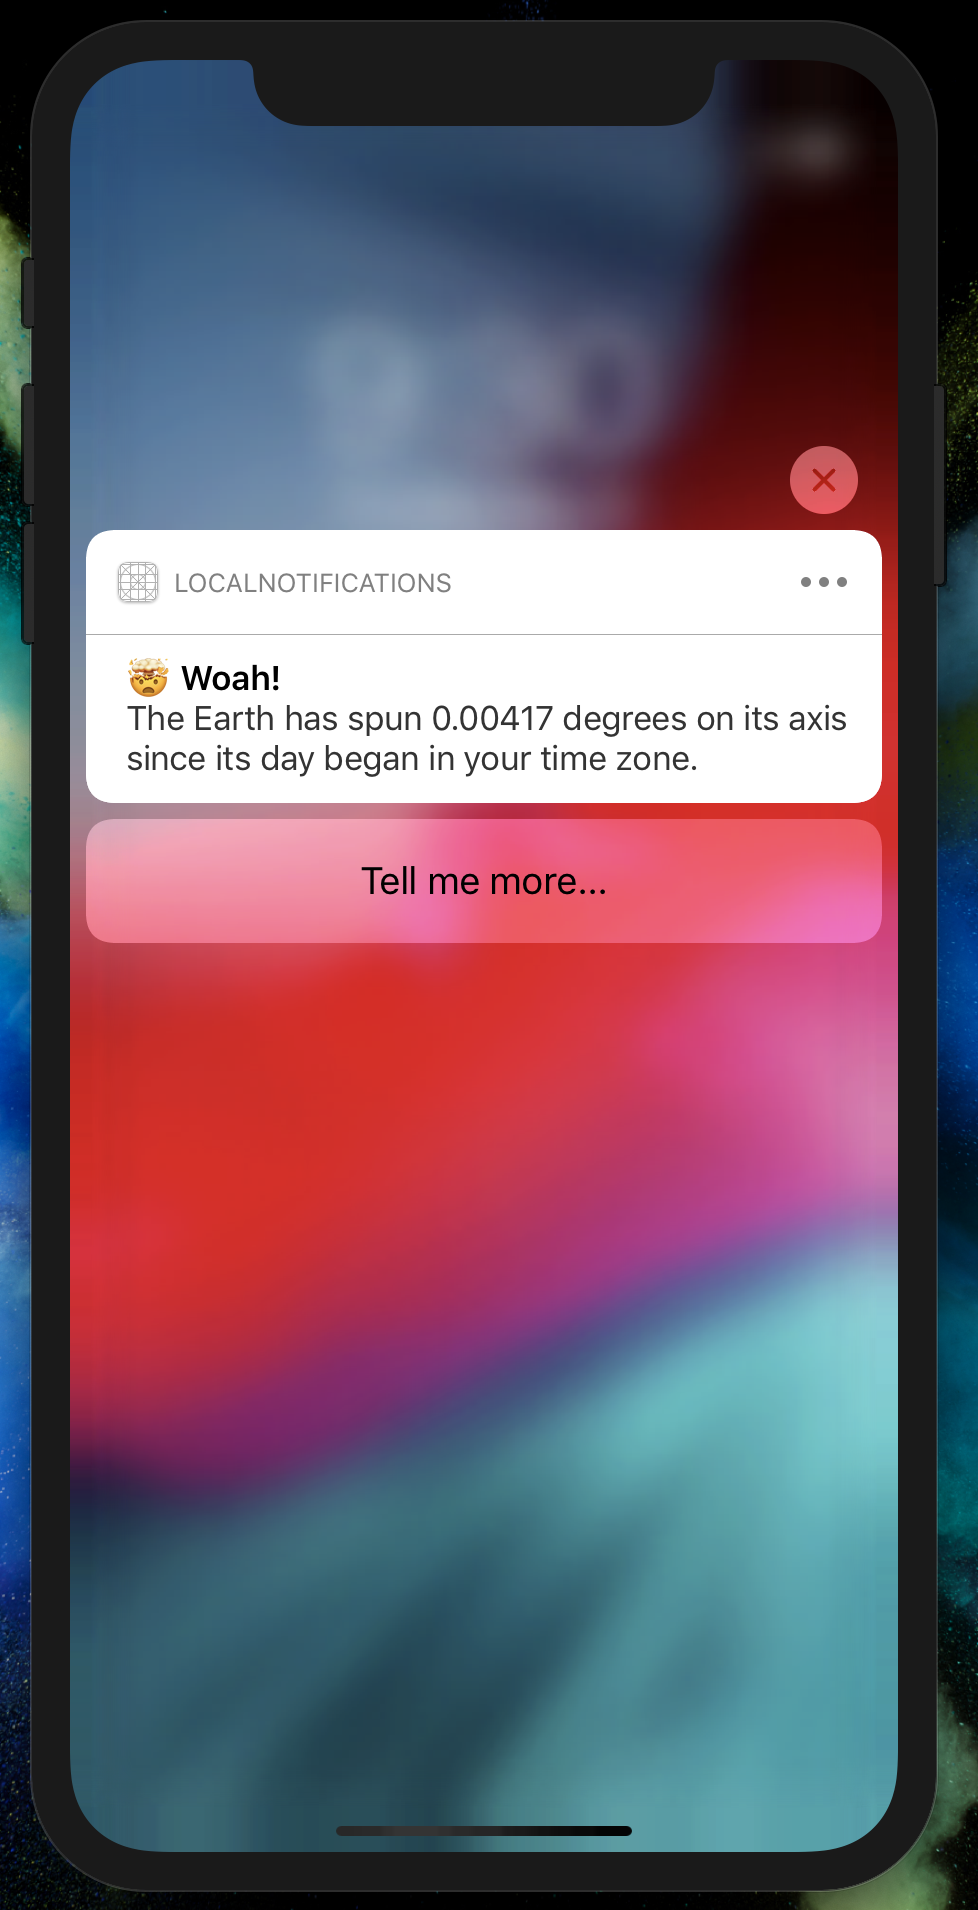 LOCALNOTIFICATIONS
🤯 Woah!
The Earth has spun 0.00417 degrees on its axis
since its day began in your time zone.
Tell me more...